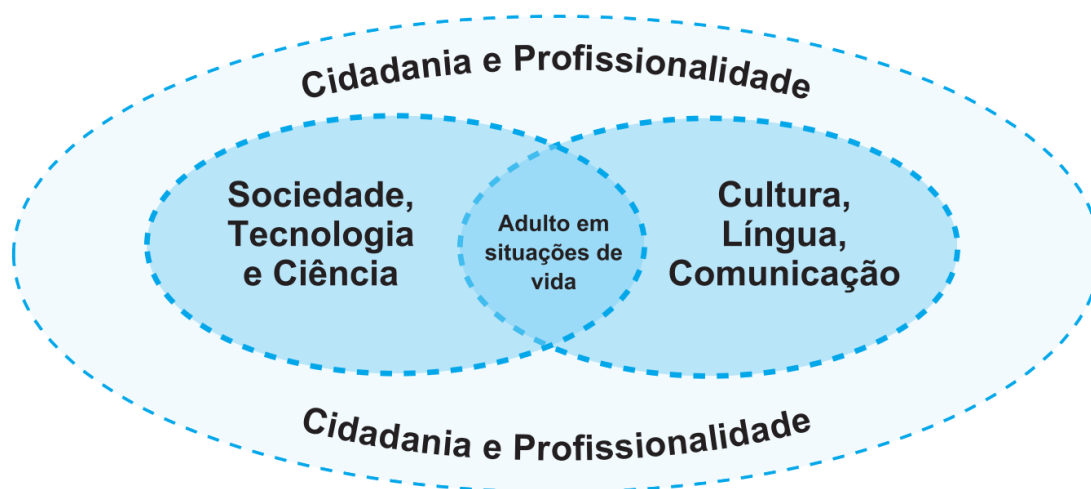 Cidadania e Profissionalidade
Sociedade,
Tecnologia
e Ciência
Adulto em
situações de
vida
Cultura,
Língua,
Comunicação
Cidadania e Profissionalidade